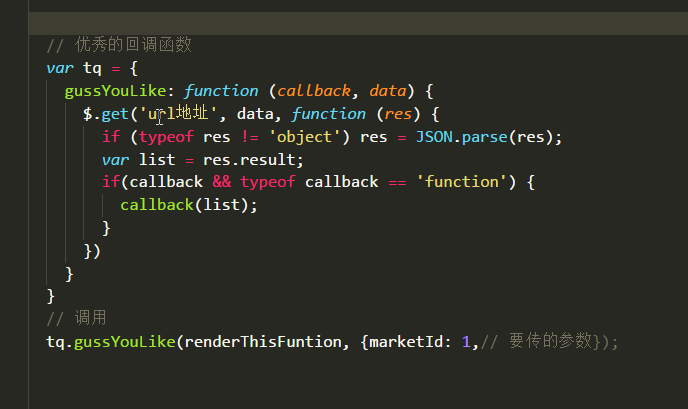 // 优秀的回调函数
var tq = {
  gussYouLike: function (callback, data) {
    $.get('url地址', data, function (res) {
      if (typeof res != 'object') res = JSON.parse(res);
      var list = res.result;
      if(callback && typeof callback == 'function') {
        callback(list);
      }
    })
  }
}
// 调用
tq.gussYouLike(renderThisFuntion, {marketId: 1,// 要传的参数});